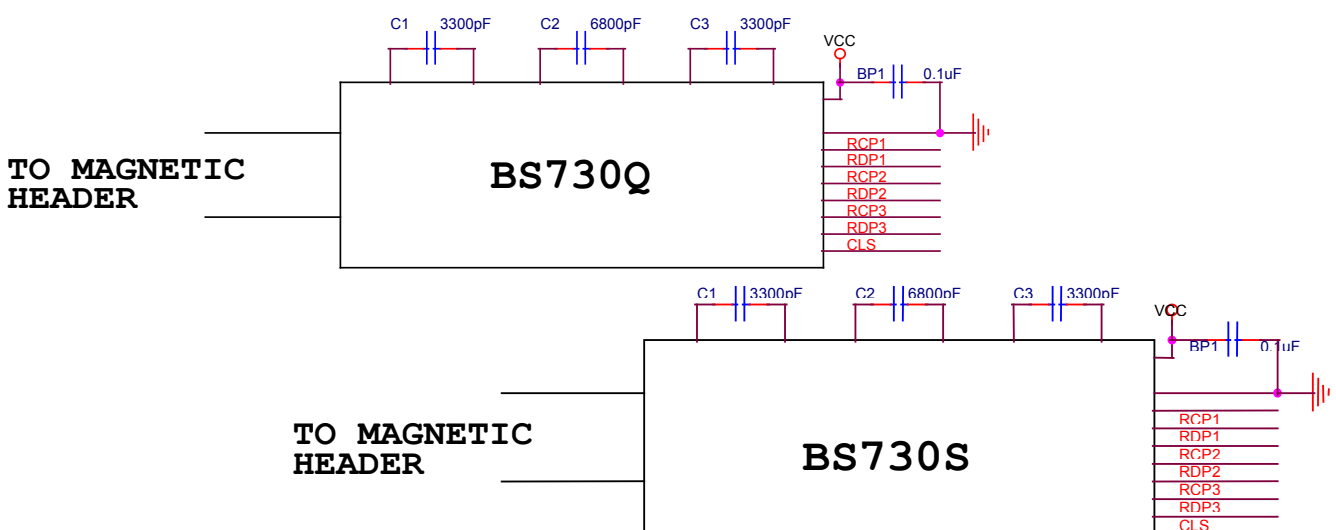 C1 3300pF C2 6800pF C3 3300pF
VCC
BP1 0.1uF
TO MAGNETIC
HEADER
BS730Q
RCP1
RDP1
RCP2
RDP2
RCP3
RDP3
CLS
C1 3300pF C2 6800pF C3 3300pF
VCC
BP1 0.1uF
TO MAGNETIC
HEADER
BS730S
RCP1
RDP1
RCP2
RDP2
RCP3
RDP3
CLS